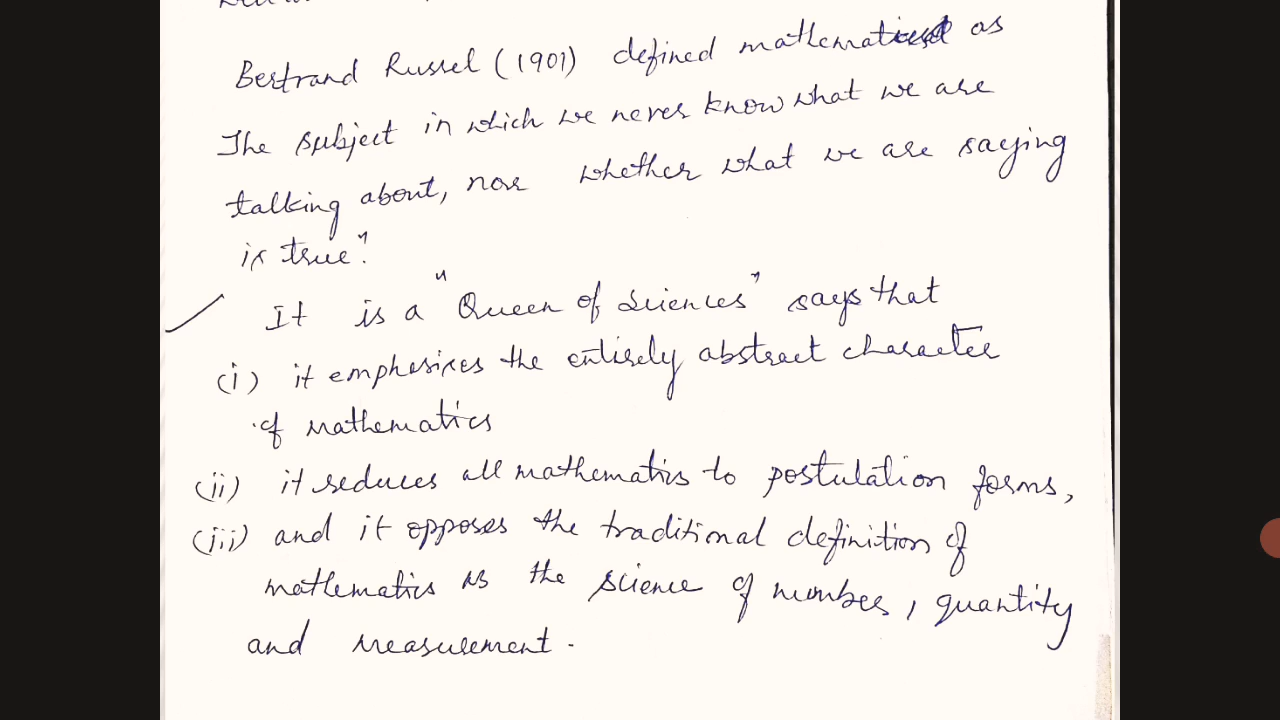 Bertrand Russel (1901) defined mathematics as
The subject in which we never know what we are
talking about, nor whether what we are saying
is true"
It is a "Queen of Sciences" says that
(i) it emphesizes the entirely abstract character
of Mathematics
(ii) it reduces all mathematics to postulation forms,
(iii) and it opposes the traditional definition of
mathematics as the science of number, quantity
and measurement.